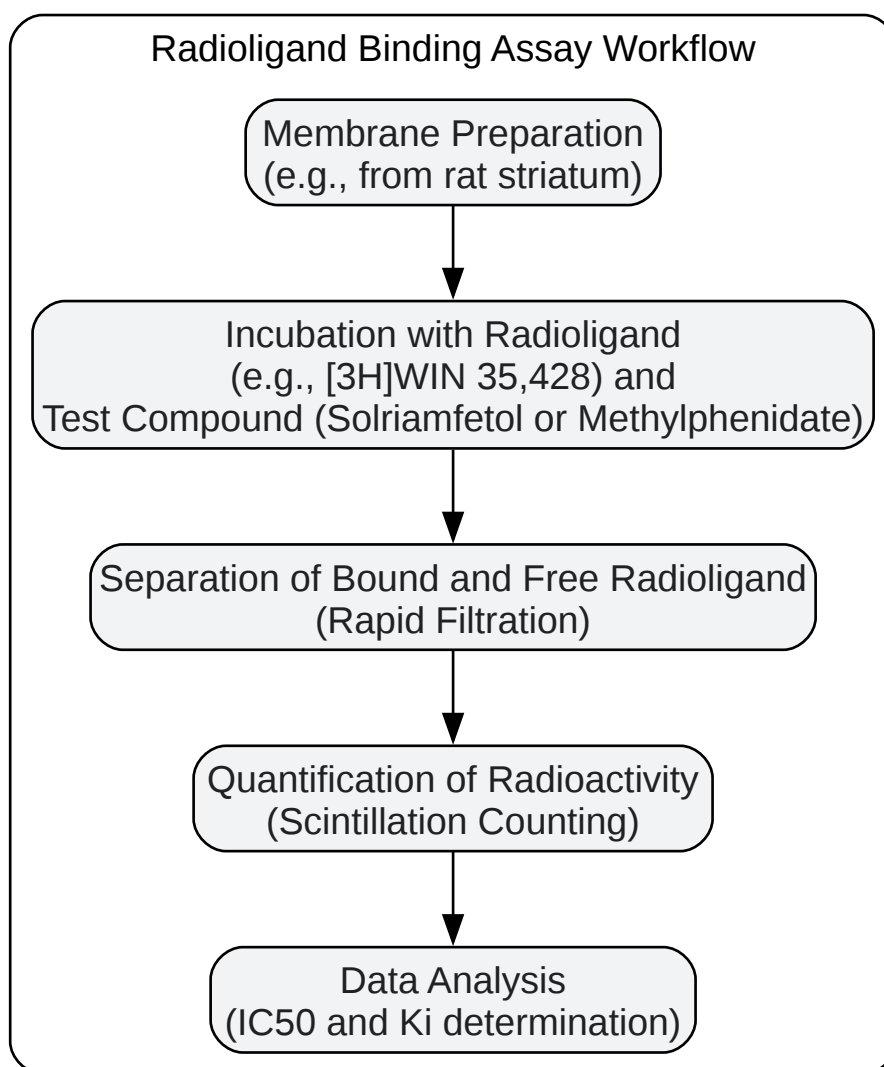 Radioligand Binding Assay Workflow
Membrane Preparation
(e.g., from rat striatum)
Incubation with Radioligand
(e.g., [3H]WIN 35,428) and
Test Compound (Solriamfetol or Methylphenidate)
Separation of Bound and Free Radioligand
(Rapid Filtration)
Quantification of Radioactivity
(Scintillation Counting)
Data Analysis
(IC50 and Ki determination)